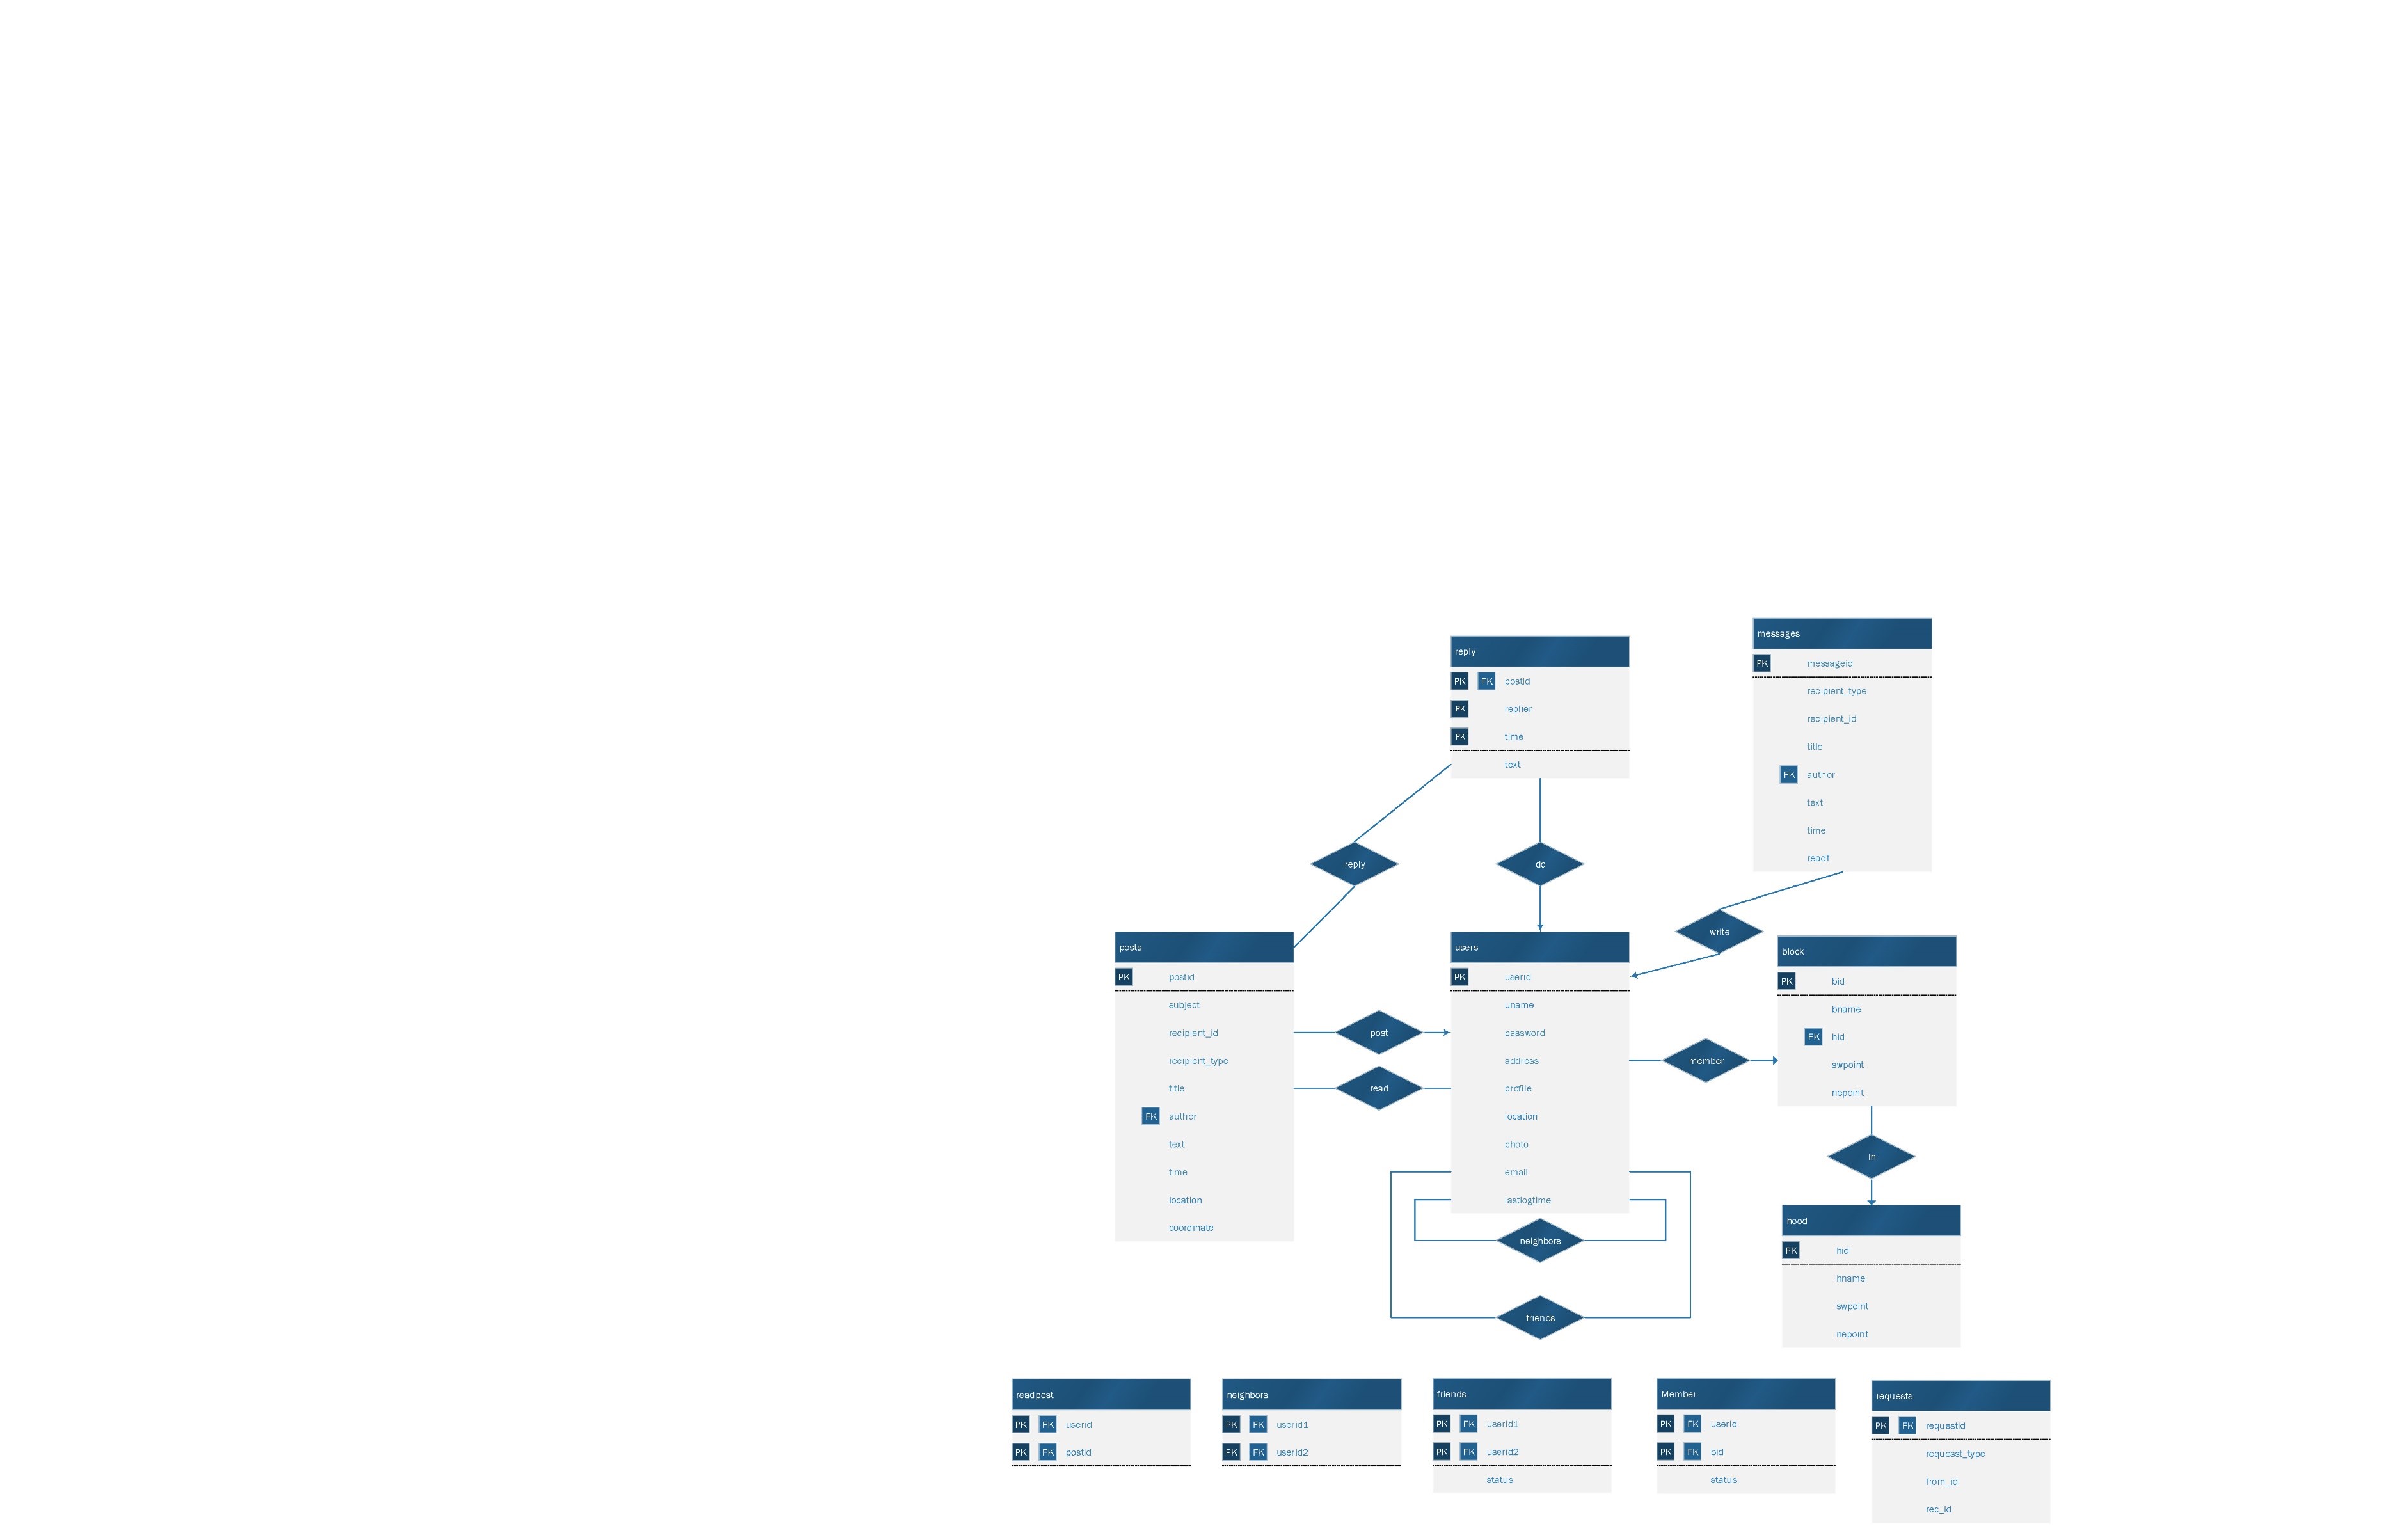 messages
PK messageid
recipient_type
recipient_id
title
FK author
text
time
readf
reply
PK FK postid
PK replier
PK time
text
reply
do
write
posts
PK postid
subject
recipient_id
recipient_type
title
FK author
text
time
location
coordinate
post
read
users
PK userid
uname
password
address
profile
location
photo
email
lastlogtime
neighbors
friends
member
block
PK bid
bname
FK hid
swpoint
nepoint
In
hood
PK hid
hname
swpoint
nepoint
readpost
PK FK userid
PK FK postid
neighbors
PK FK userid1
PK FK userid2
friends
PK FK userid1
PK FK userid2
status
Member
PK FK userid
PK FK bid
status
requests
PK FK requestid
requesst_type
from_id
rec_id